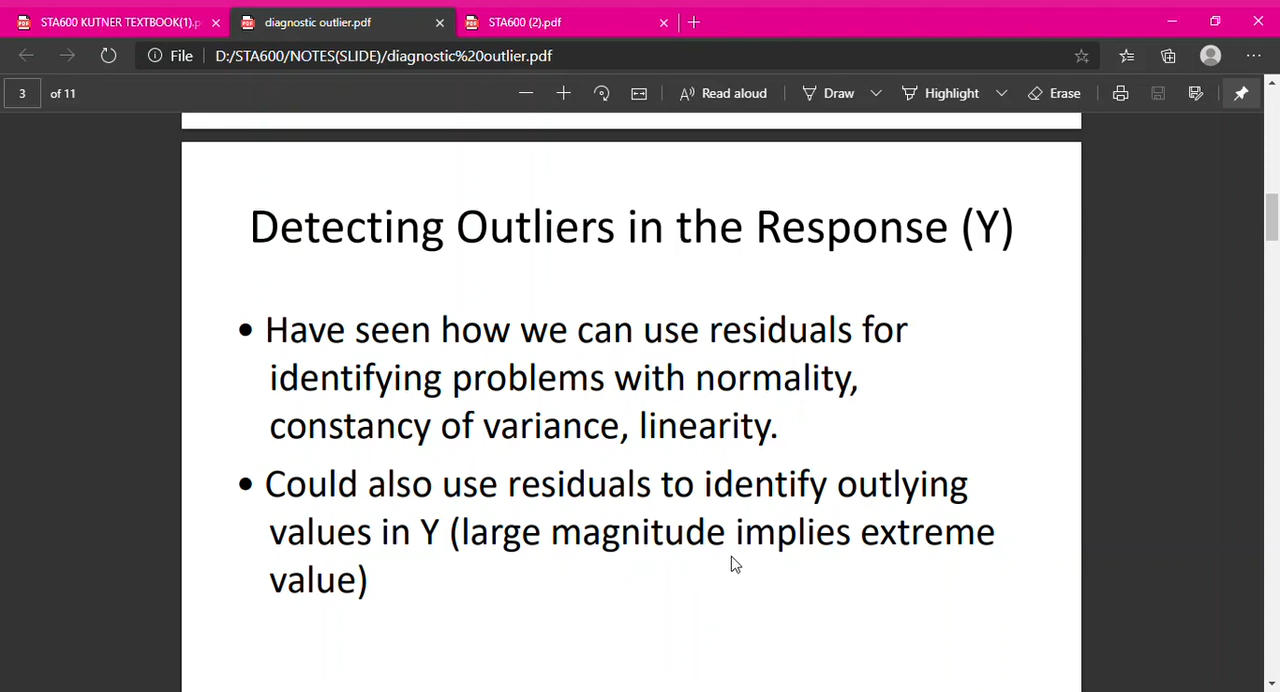 STA600 KUTNER TEXTBOOK(1).p
diagnostic outlier.pdf
STA600 (2).pdf
File
D:/STA600/NOTES(SLIDE)/diagnostic%20outlier.pdf
3 of 11
Read aloud
Draw
Highlight
Erase
Detecting Outliers in the Response (Y)
• Have seen how we can use residuals for
identifying problems with normality,
constancy of variance, linearity.
• Could also use residuals to identify outlying
values in Y (large magnitude implies extreme
value)